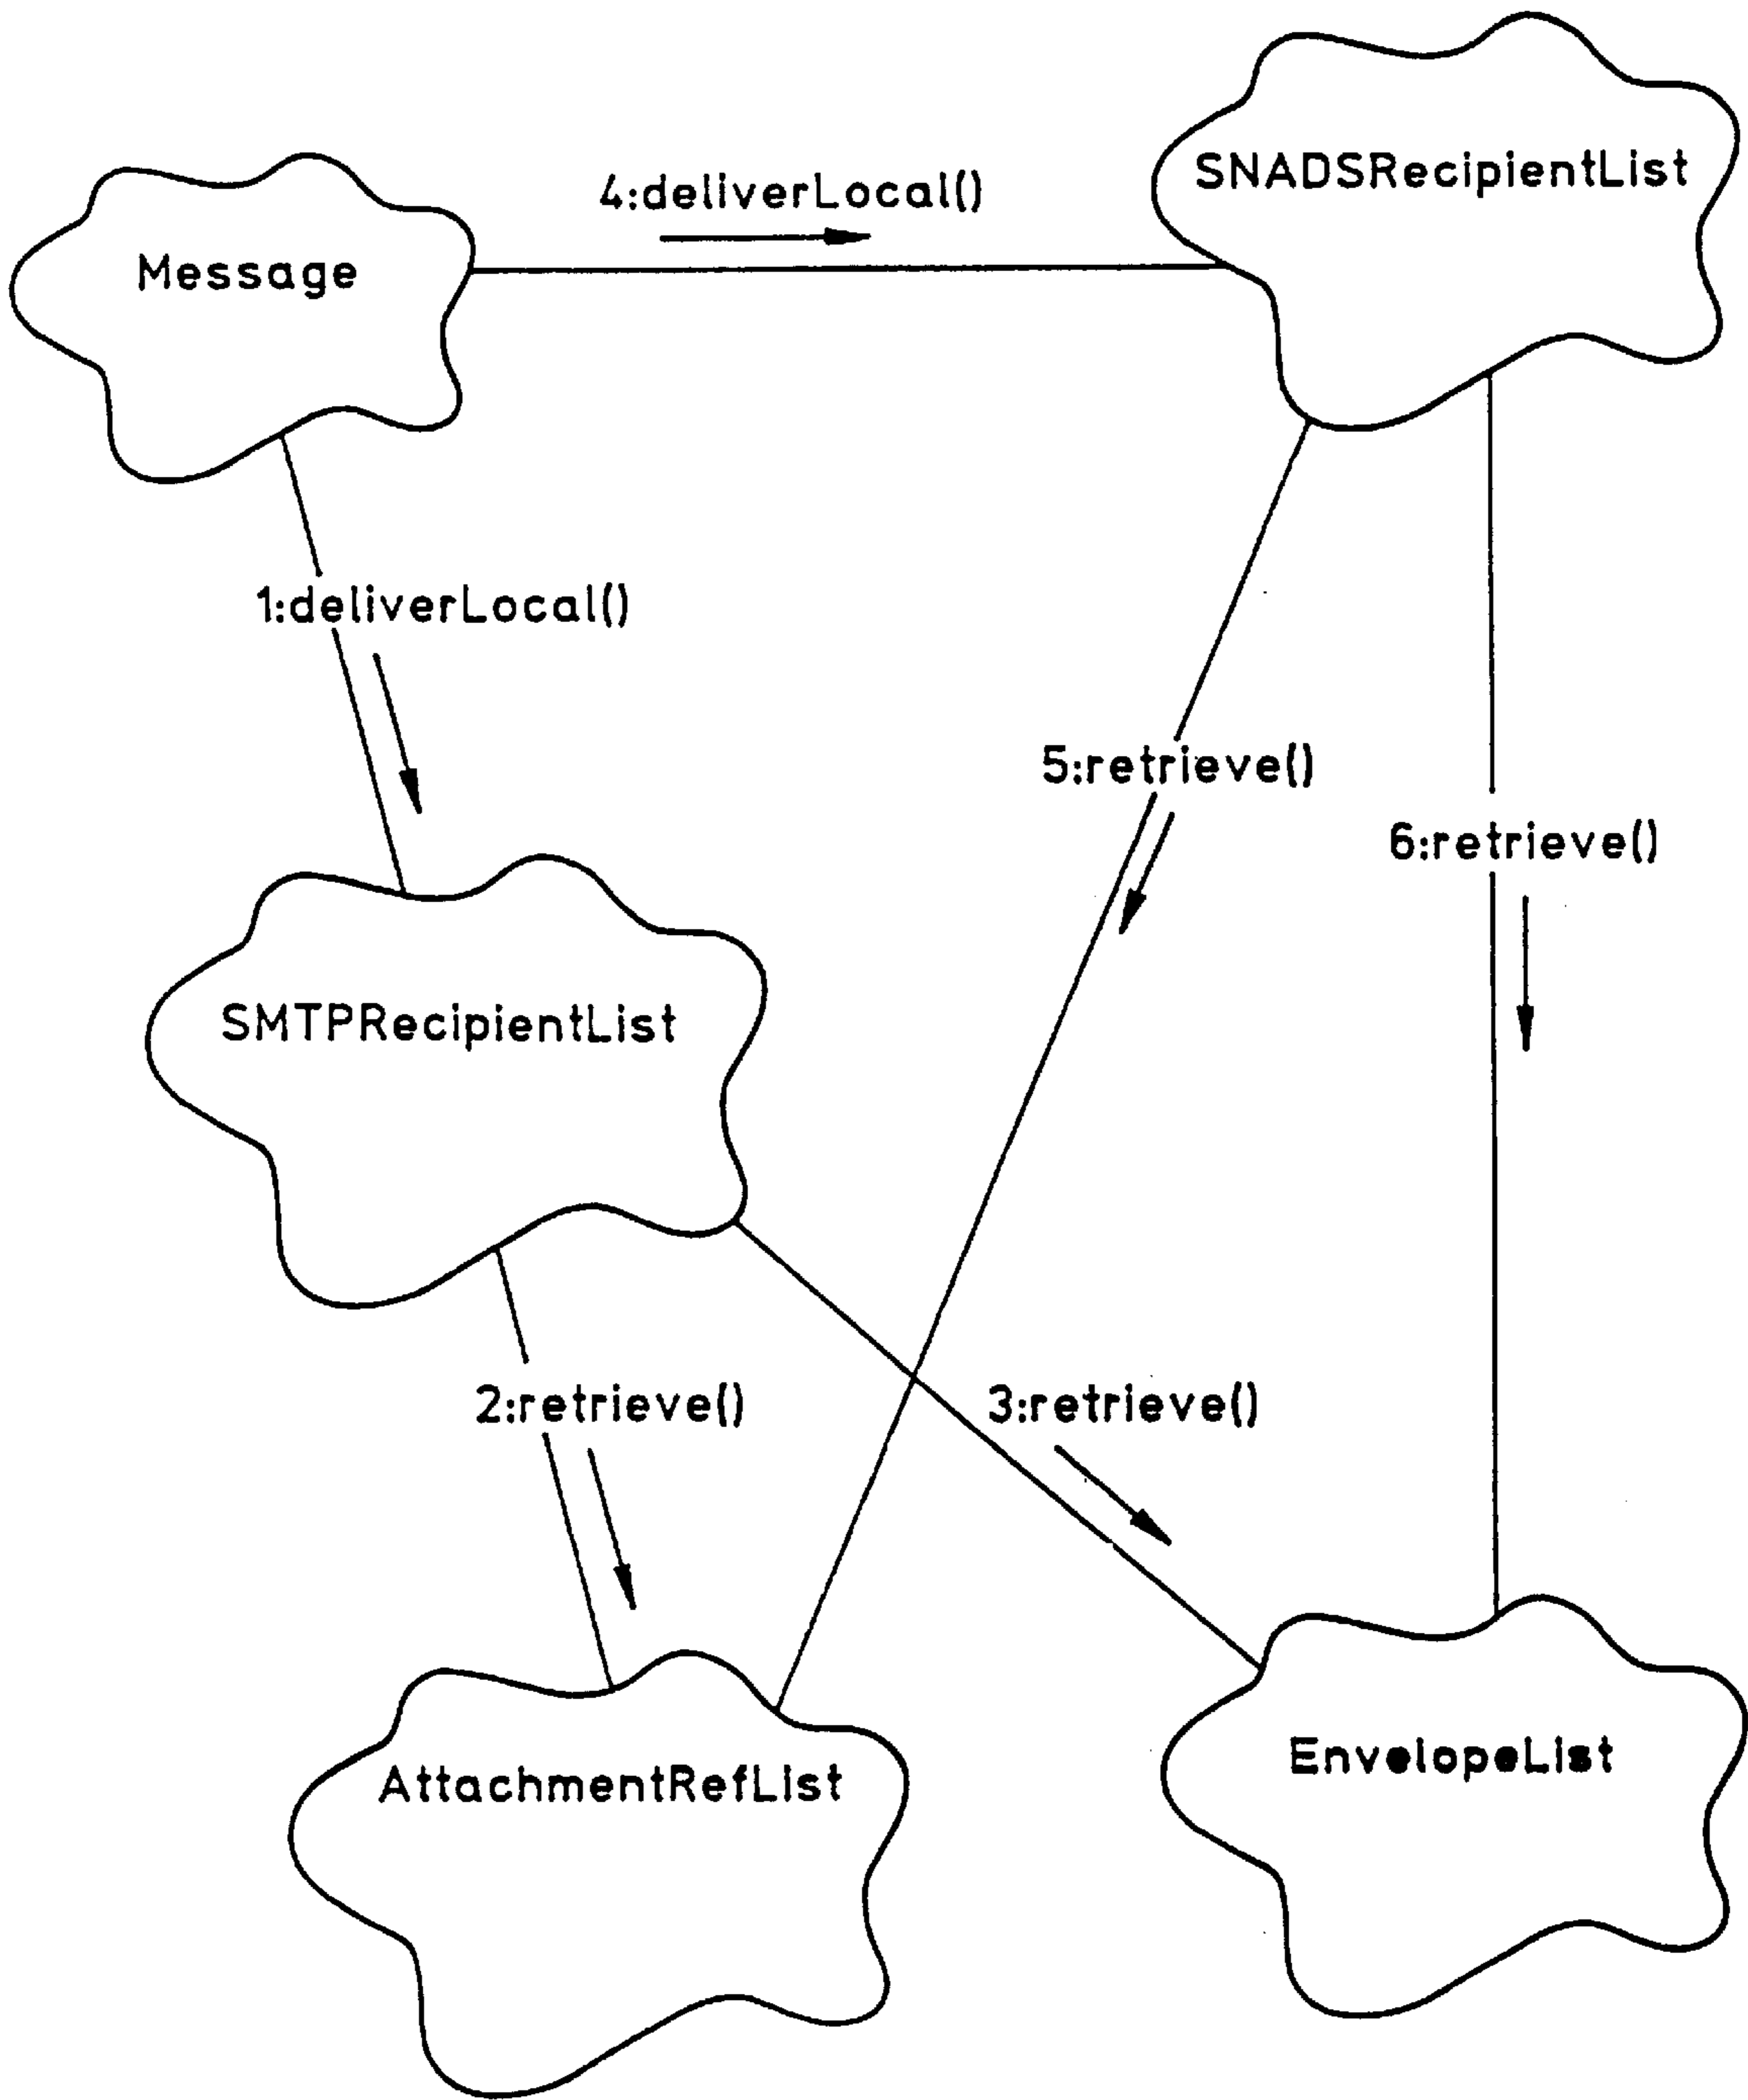 SNADSRecipientList
4:deliverLocal()
Message
1:deliverLocal()
5:retrieve()
6:retrieve()
SMTPRecipientList
2:retrieve()
3:retrieve()
EnvelopeList
AttachmentRefList